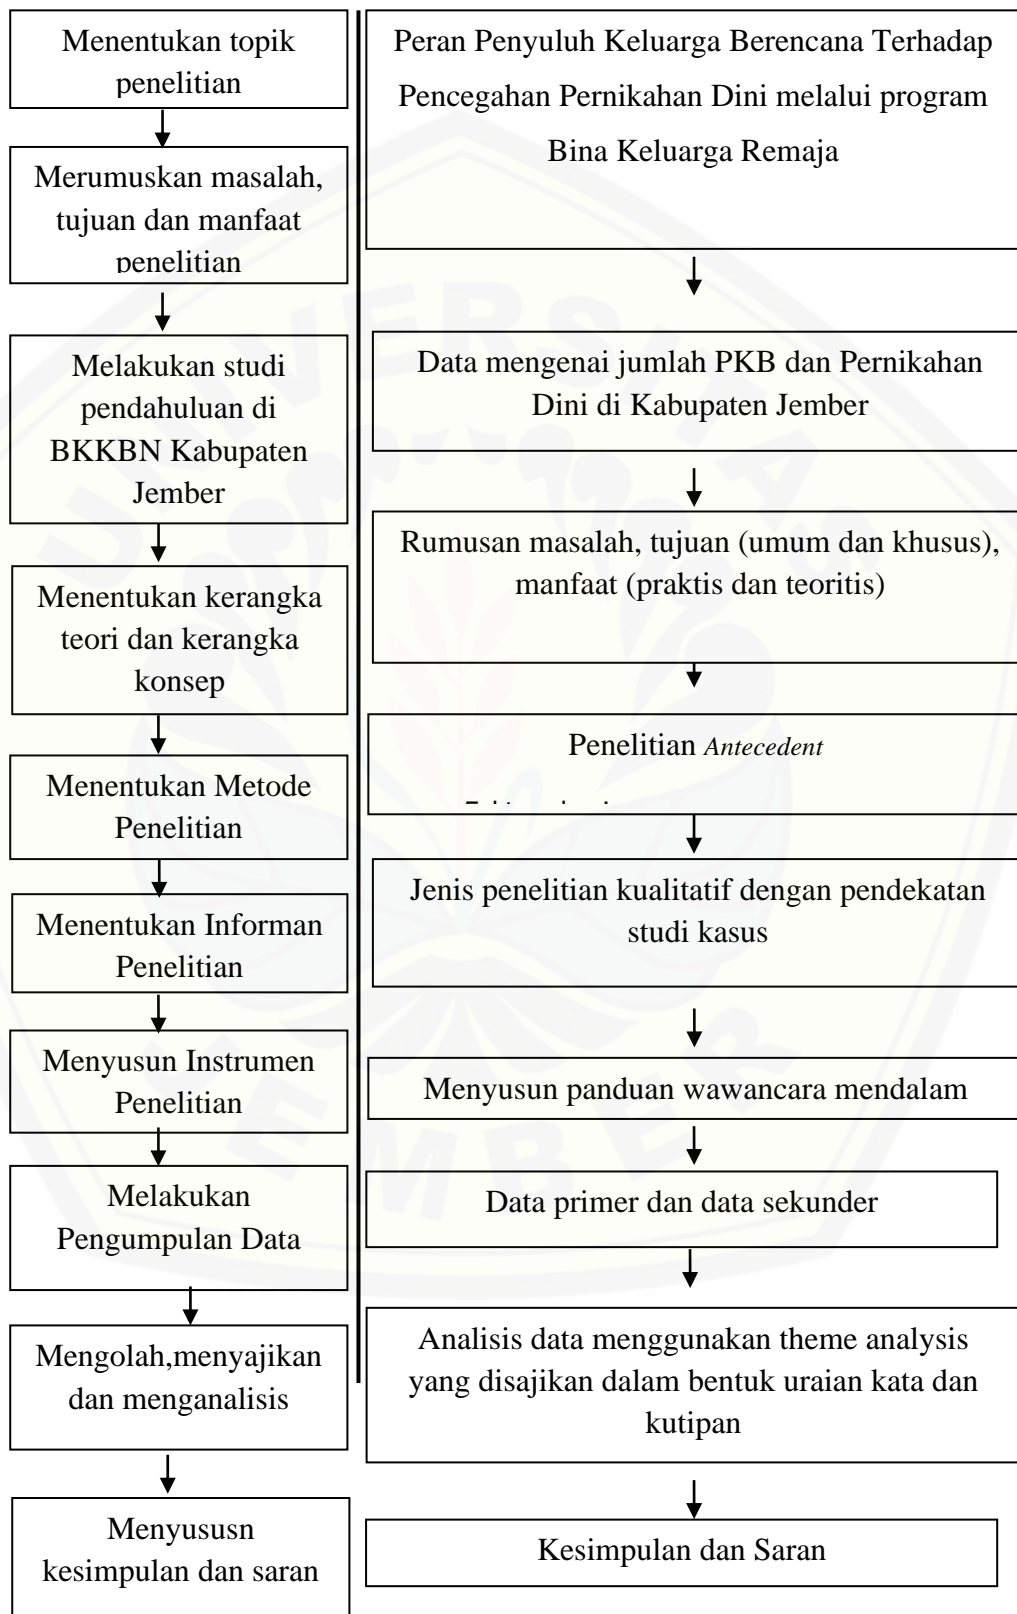 Menentukan topik
penelitian
Merumuskan masalah,
tujuan dan manfaat
penelitian
Melakukan studi
pendahuluan di
BKKBN Kabupaten
Jember
Menentukan kerangka
teori dan kerangka
konsep
Menentukan Metode
Penelitian
Menentukan Informan
Penelitian
Menyusun Instrumen
Penelitian
Melakukan
Pengumpulan Data
Mengolah,menyajikan
dan menganalisis
Menyususn
kesimpulan dan saran
Peran Penyuluh Keluarga Berencana Terhadap
Pencegahan Pernikahan Dini melalui program
Bina Keluarga Remaja
Data mengenai jumlah PKB dan Pernikahan
Dini di Kabupaten Jember
Rumusan masalah, tujuan (umum dan khusus),
manfaat (praktis dan teoritis)
Penelitian Antecedent
Jenis penelitian kualitatif dengan pendekatan
studi kasus
Menyusun panduan wawancara mendalam
Data primer dan data sekunder
Analisis data menggunakan theme analysis
yang disajikan dalam bentuk uraian kata dan
kutipan
Kesimpulan dan Saran
UNIVERSITAS
JEMBER